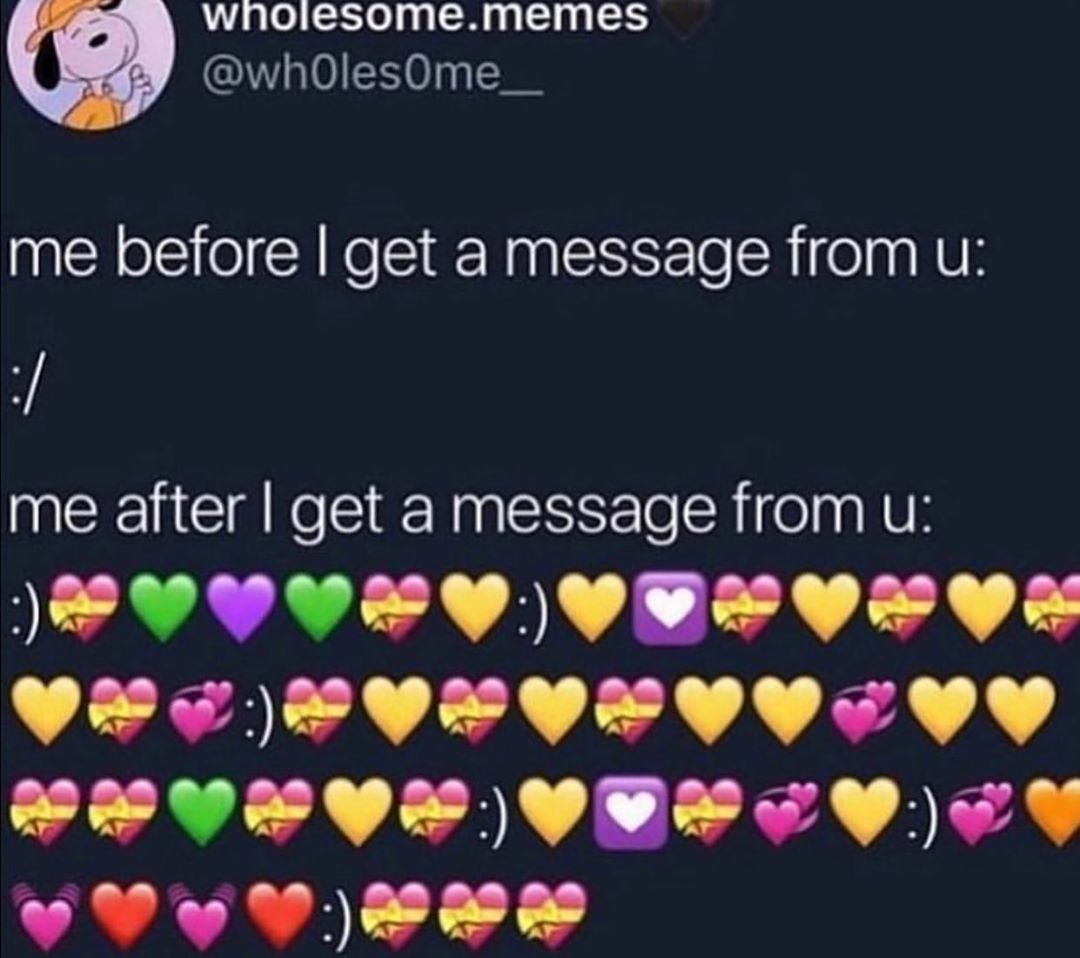 wholesome.memes🖤
@wh0les0me__
me before I get a message from u:
:/
me after I get a message from u:
:)💝💚💜💚💝💛:)💛💟💝💛💝💛💝
💛💝💞:)💝💛💝💛💝💛💛💞💛💛
💝💝💚💝💛💝:)💛💟💝💞💛:)💞🧡
💓❤️💓❤️:)💝💝💝